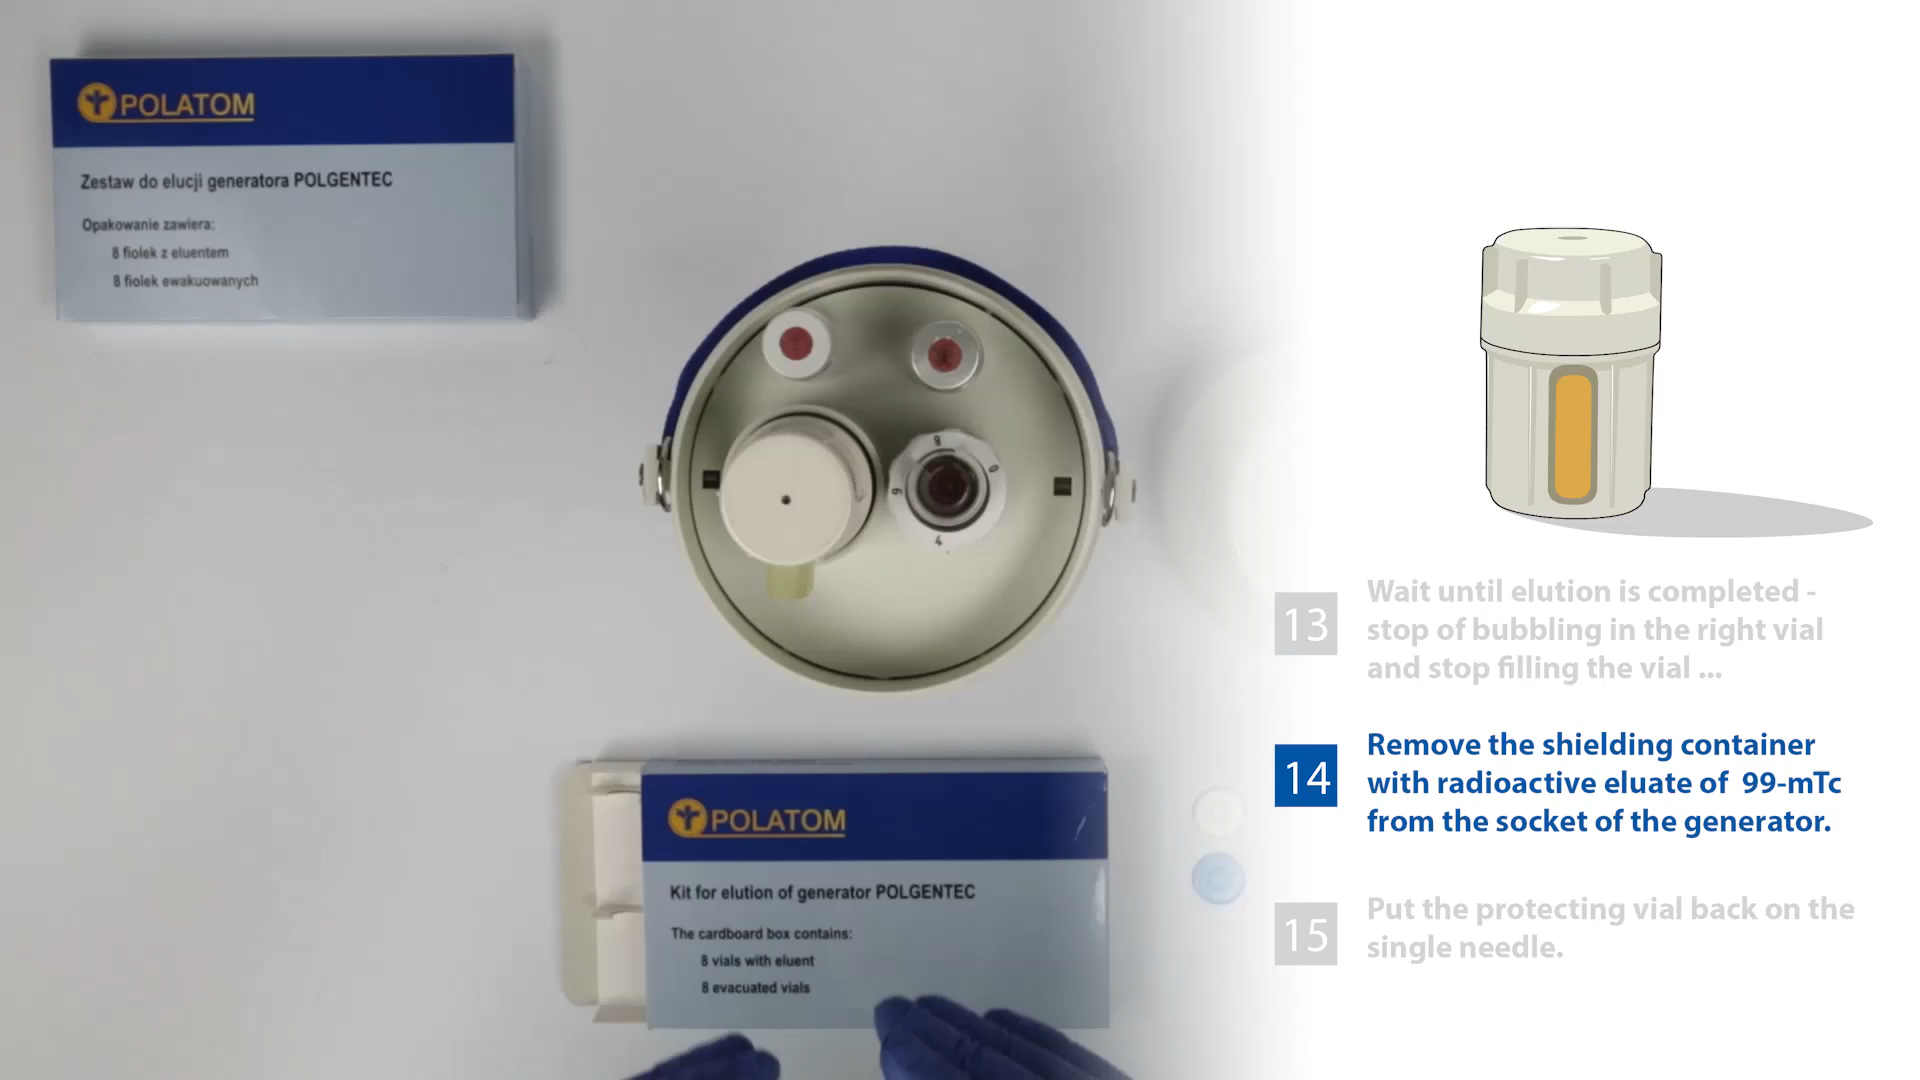 POLATOM
Zestaw do elucji generatora POLGENTEC
Opakowanie zawiera:
8 fiolek z eluentem
8 fiolek ewakuowanych
8
0
6
4
POLATOM
Kit for elution of generator POLGENTEC
The cardboard box contains:
8 vials with eluent
8 evacuated vials
13
Wait until elution is completed -
stop of bubbling in the right vial
and stop filling the vial ...
14
Remove the shielding container
with radioactive eluate of 99-mTc
from the socket of the generator.
15
Put the protecting vial back on the
single needle.